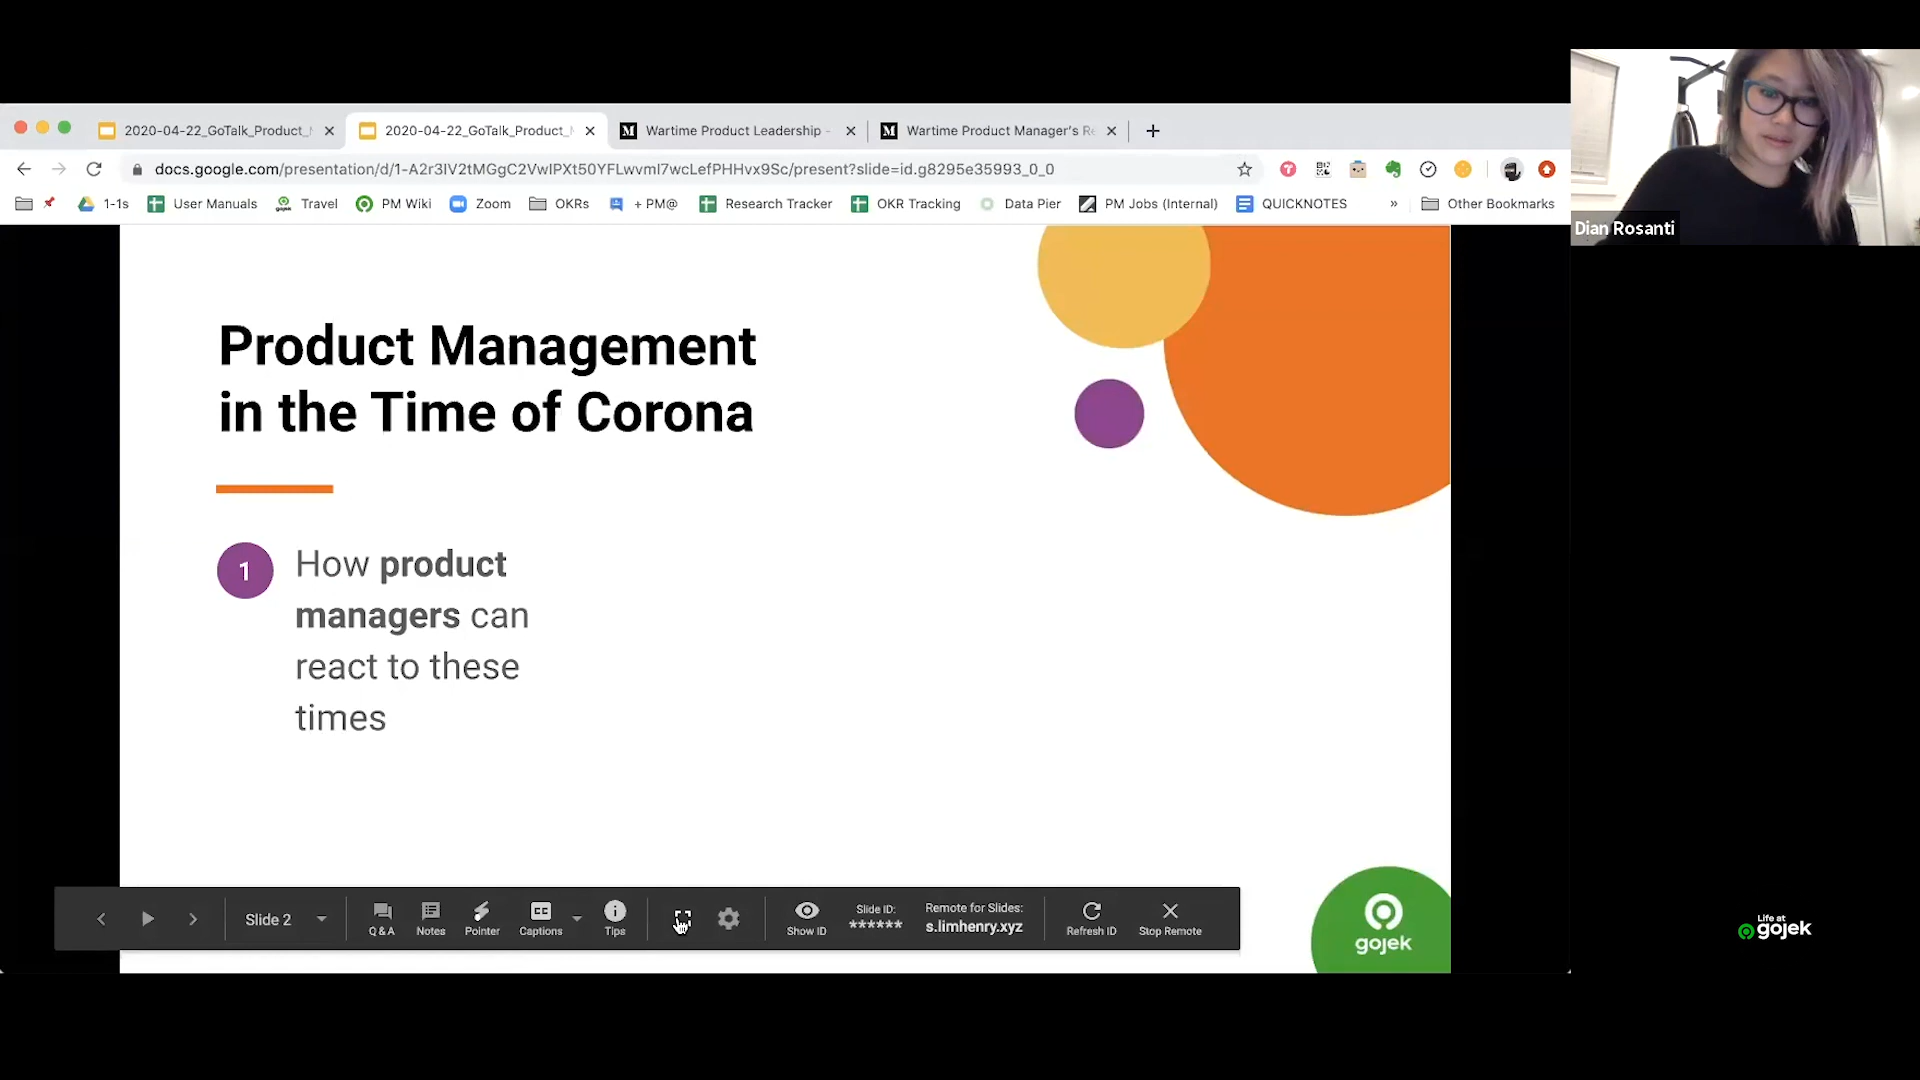 2020-04-22_GoTalk_Product_
2020-04-22_GoTalk_Product_
Wartime Product Leadership -
Wartime Product Manager's Re
docs.google.com/presentation/d/1-A2r3IV2tMGgC2VwIPXt50YFLwvmI7wcLefPHHvx9Sc/present?slide=id.g8295e35993_0_0
1-1s
User Manuals
Travel
PM Wiki
Zoom
OKRs
+ PM@
Research Tracker
OKR Tracking
Data Pier
PM Jobs (Internal)
QUICKNOTES
»
Other Bookmarks
Dian Rosanti
Product Management
in the Time of Corona
1
How product
managers can
react to these
times
Slide 2
Q & A
Notes
Pointer
CC
Captions
Tips
Show ID
Slide ID:
******
Remote for Slides:
s.limhenry.xyz
Refresh ID
Stop Remote
gojek
Life at
gojek